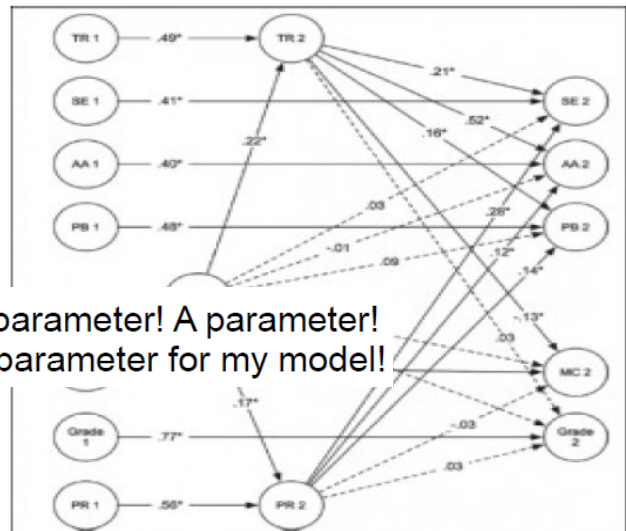 TR 1
.49*
TR 2
.21*
SE 1
.41*
SE 2
.52*
.16*
.22*
AA 1
.40*
AA 2
.03
.28*
PB 1
.48*
PB 2
-.01
.12*
.09
.14*
parameter! A parameter!
parameter for my model!
-.13*
.03
MC 2
.17*
Grade
1
.77*
-.03
Grade
2
.03
PR 1
.56*
PR 2